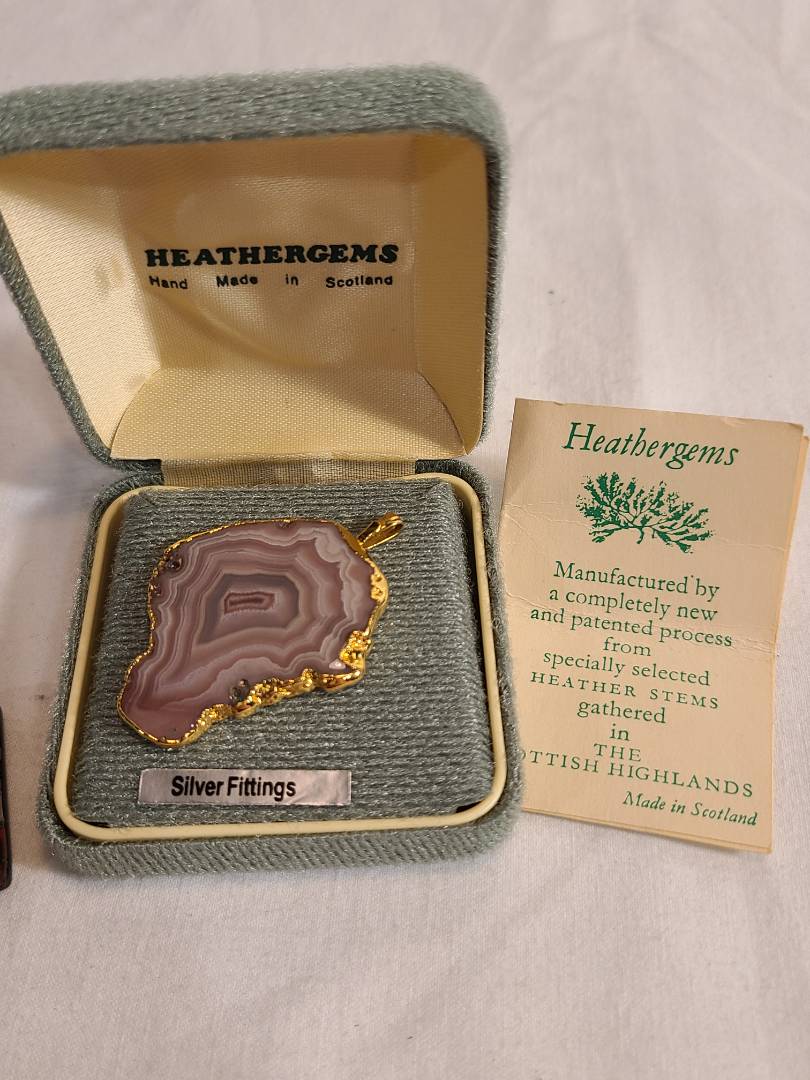 HEATHERGEMS
Hand Made in Scotland
Silver Fittings
Heathergems
Manufactured by
a completely new
and patented process
from
specially selected
HEATHER STEMS
gathered
in
THE
OTTISH HIGHLANDS
Made in Scotland